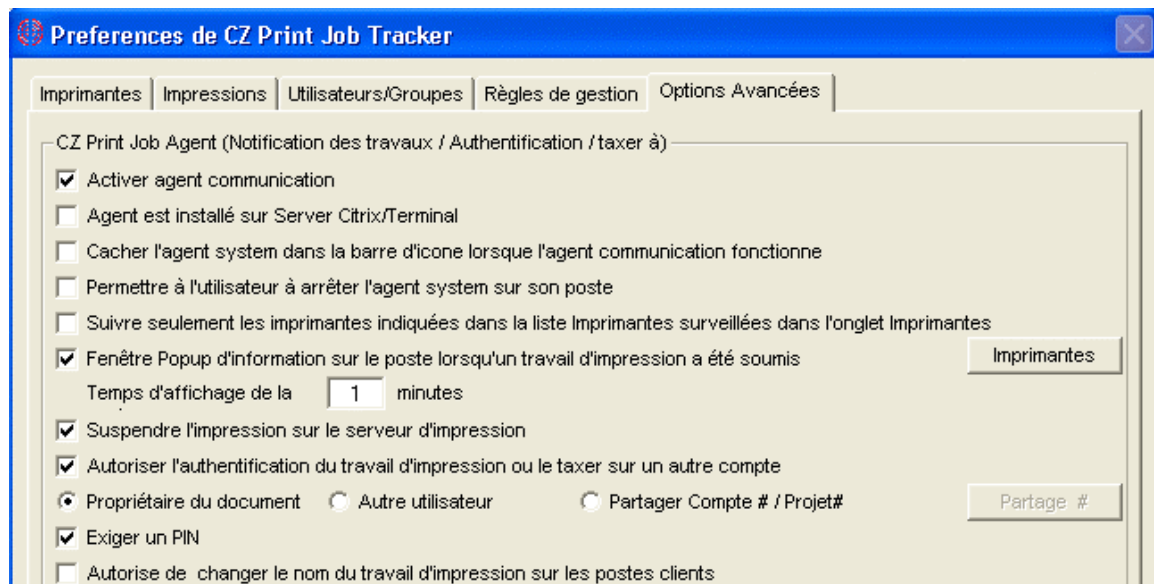 Preferences de CZ Print Job Tracker
Imprimantes Impressions Utilisateurs/Groupes Règles de gestion Options Avancées
CZ Print Job Agent (Notification des travaux / Authentification / taxer à)
Activer agent communication
Agent est installé sur Server Citrix/Terminal
Cacher l'agent system dans la barre d'icone lorsque l'agent communication fonctionne
Permettre à l'utilisateur à arrêter l'agent system sur son poste
Suivre seulement les imprimantes indiquées dans la liste Imprimantes surveillées dans l'onglet Imprimantes
Fenêtre Popup d'information sur le poste lorsqu'un travail d'impression a été soumis Imprimantes
Temps d'affichage de la 1 minutes
Suspendre l'impression sur le serveur d'impression
Autoriser l'authentification du travail d'impression ou le taxer sur un autre compte
Propriétaire du document Autre utilisateur Partager Compte # / Projet# Partage #
Exiger un PIN
Autorise de changer le nom du travail d'impression sur les postes clients